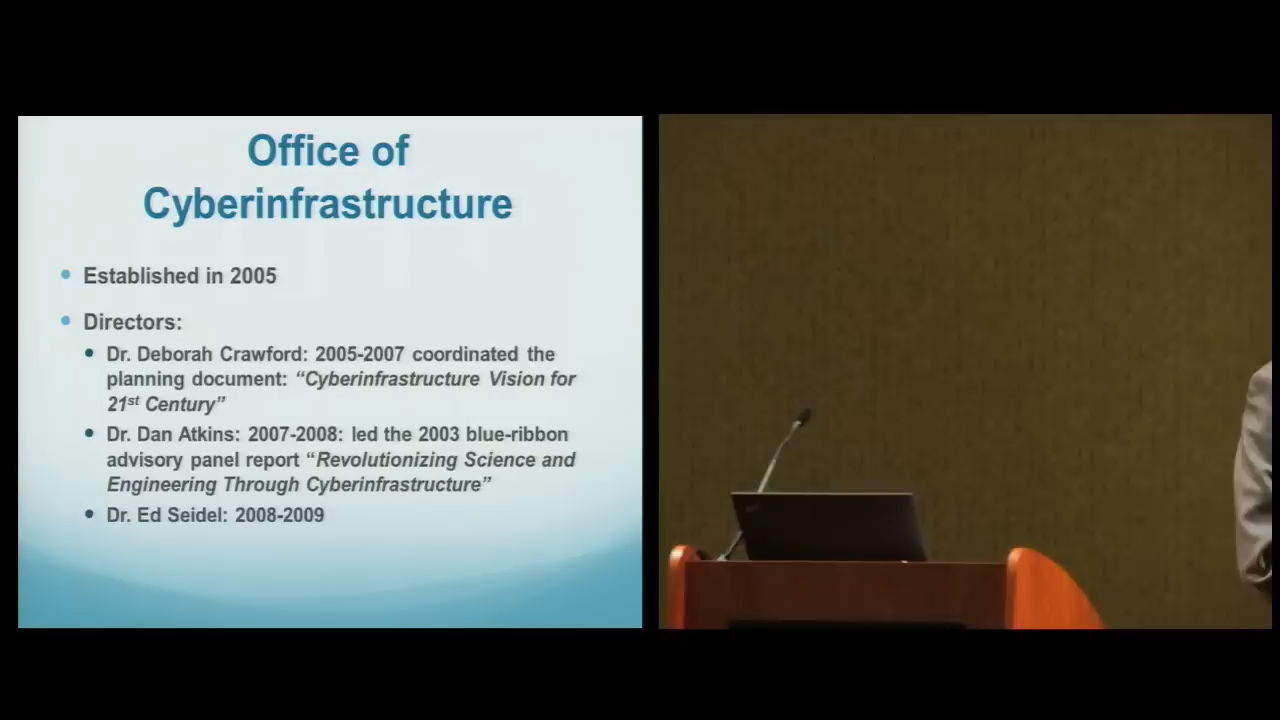 Office of
Cyberinfrastructure
• Established in 2005
• Directors:
• Dr. Deborah Crawford: 2005-2007 coordinated the
planning document: “Cyberinfrastructure Vision for
21st Century”
• Dr. Dan Atkins: 2007-2008: led the 2003 blue-ribbon
advisory panel report “Revolutionizing Science and
Engineering Through Cyberinfrastructure”
• Dr. Ed Seidel: 2008-2009